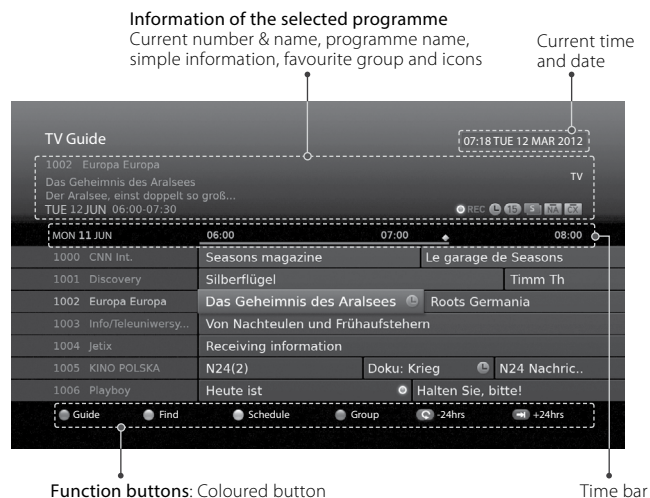 Information of the selected programme
Current number & name, programme name,
simple information, favourite group and icons
Current time
and date
TV Guide
07:18 TUE 12 MAR 2012
1002 Europa Europa
TV
Das Geheimnis des Aralsees
Der Aralsee, einst doppelt so groß...
TUE 12 JUN 06:00-07:30
REC 15 S NA CX
MON 11 JUN 06:00 07:00 08:00
1000 CNN Int. Seasons magazine Le garage de Seasons
1001 Discovery Silberflügel Timm Th
1002 Europa Europa Das Geheimnis des Aralsees Roots Germania
1003 Info/Teleuniwersy... Von Nachteulen und Frühaufstehern
1004 Jetix Receiving information
1005 KINO POLSKA N24(2) Doku: Krieg N24 Nachric..
1006 Playboy Heute ist Halten Sie, bitte!
Guide Find Schedule Group -24hrs +24hrs
Function buttons: Coloured button
Time bar